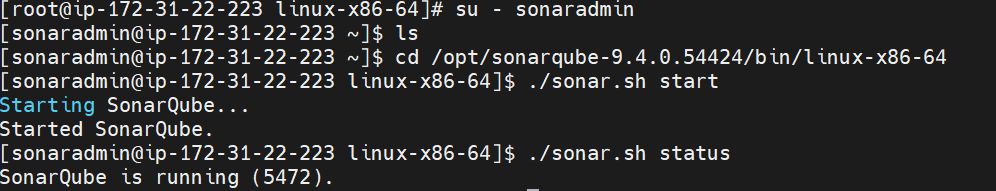 [root@ip-172-31-22-223 linux-x86-64]# su - sonaradmin
[sonaradmin@ip-172-31-22-223 ~]$ ls
[sonaradmin@ip-172-31-22-223 ~]$ cd /opt/sonarqube-9.4.0.54424/bin/linux-x86-64
[sonaradmin@ip-172-31-22-223 linux-x86-64]$ ./sonar.sh start
Starting SonarQube...
Started SonarQube.
[sonaradmin@ip-172-31-22-223 linux-x86-64]$ ./sonar.sh status
SonarQube is running (5472).